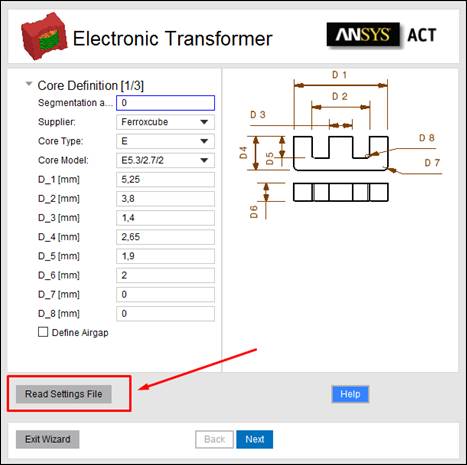 Electronic Transformer
ANSYS ACT
Core Definition [1/3]
Segmentation a... 0
Supplier: Ferroxcube
Core Type: E
Core Model: E5.3/2.7/2
D_1 [mm] 5,25
D_2 [mm] 3,8
D_3 [mm] 1,4
D_4 [mm] 2,65
D_5 [mm] 1,9
D_6 [mm] 2
D_7 [mm] 0
D_8 [mm] 0
Define Airgap
D 1
D 2
D 3
D 8
D4
D5
D 7
D6
Read Settings File
Help
Exit Wizard
Back
Next